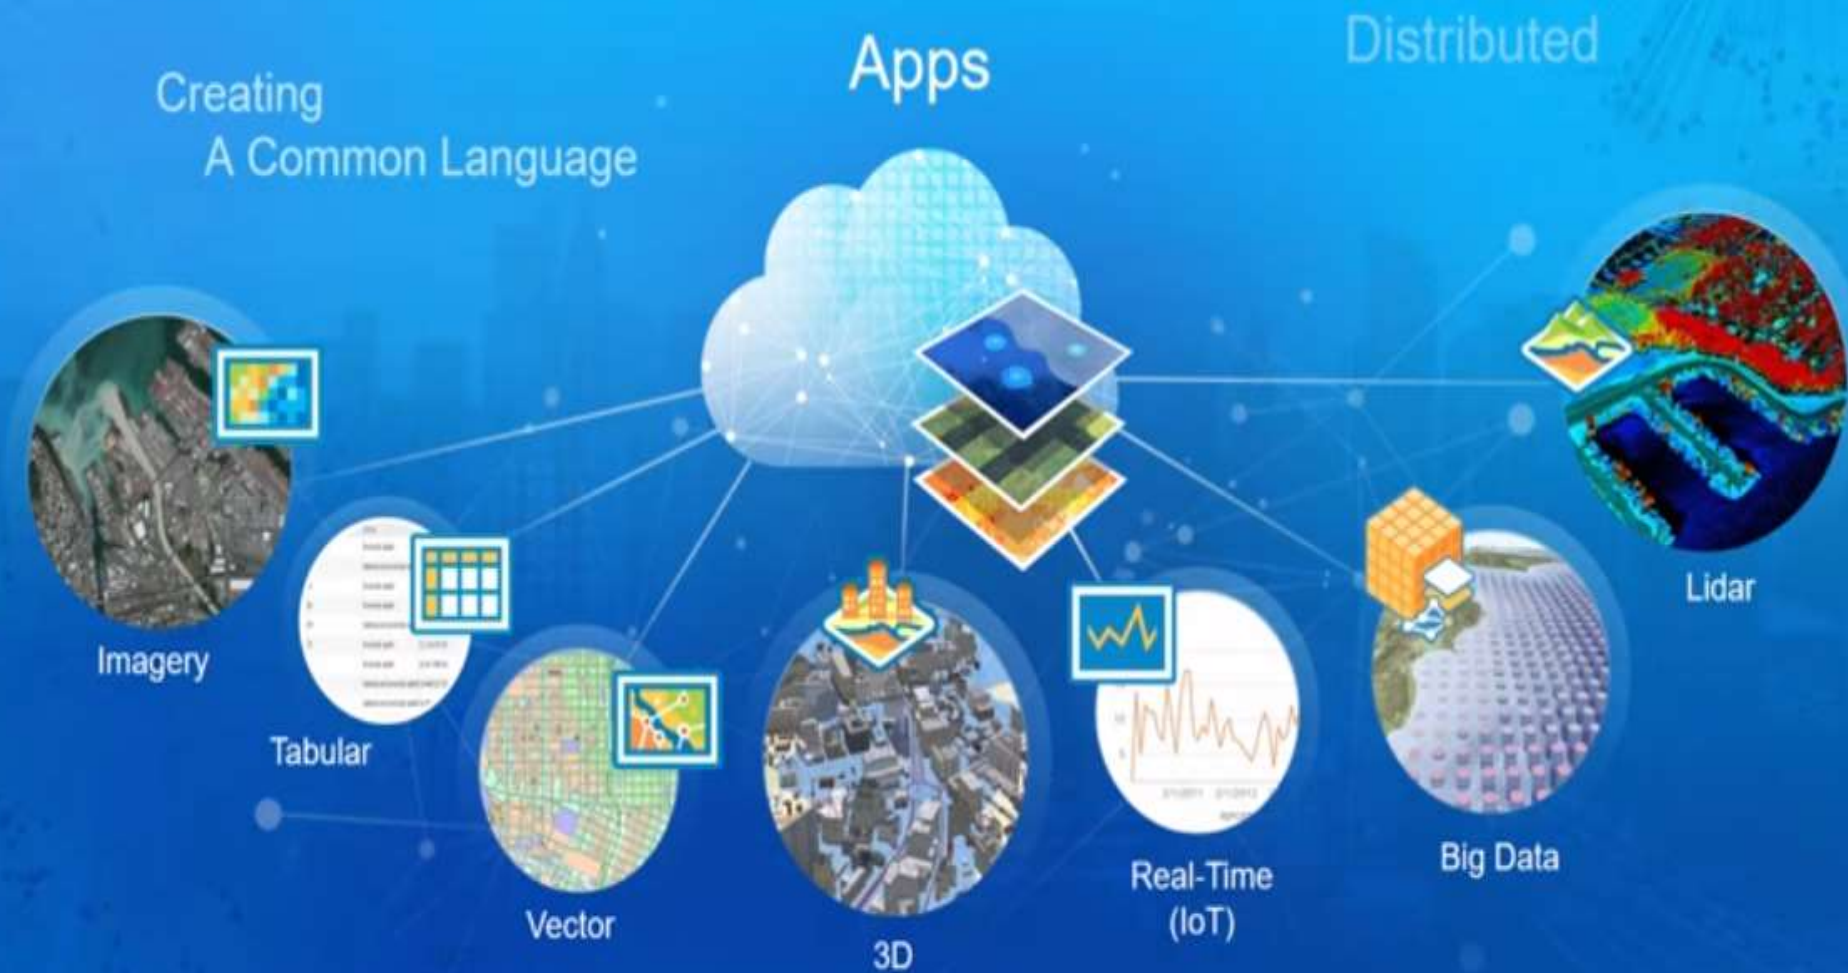 Apps
Distributed
Creating
A Common Language
Imagery
Tabular
Vector
3D
Real-Time
(IoT)
Big Data
Lidar